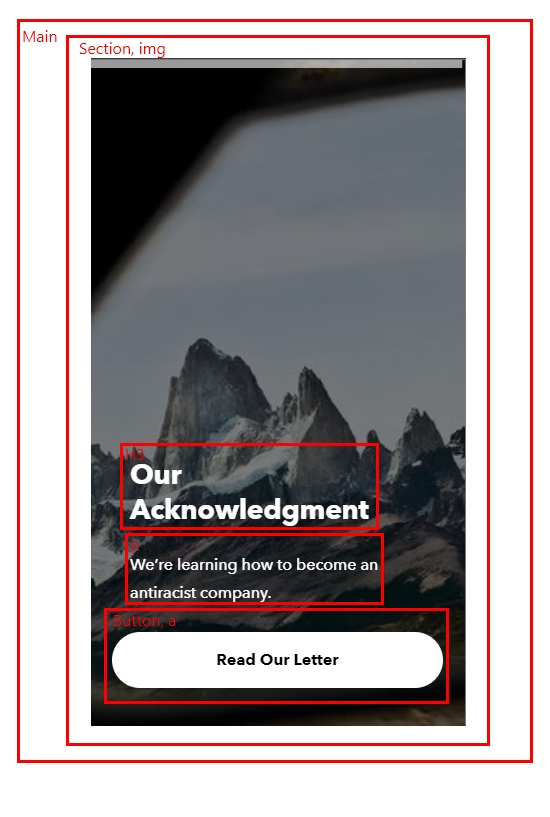 Main
Section, img
H3
Our
Acknowledgment
We're learning how to become an
antiracist company.
Button, a
Read Our Letter